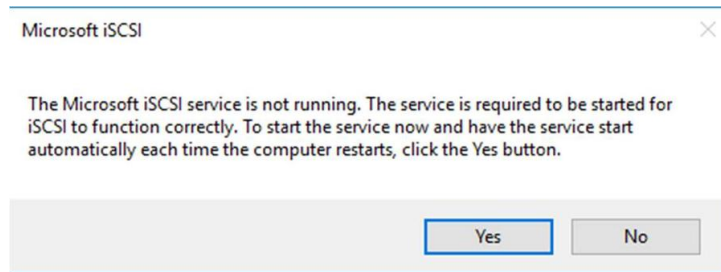 Microsoft iSCSI
The Microsoft iSCSI service is not running. The service is required to be started for
iSCSI to function correctly. To start the service now and have the service start
automatically each time the computer restarts, click the Yes button.
Yes No